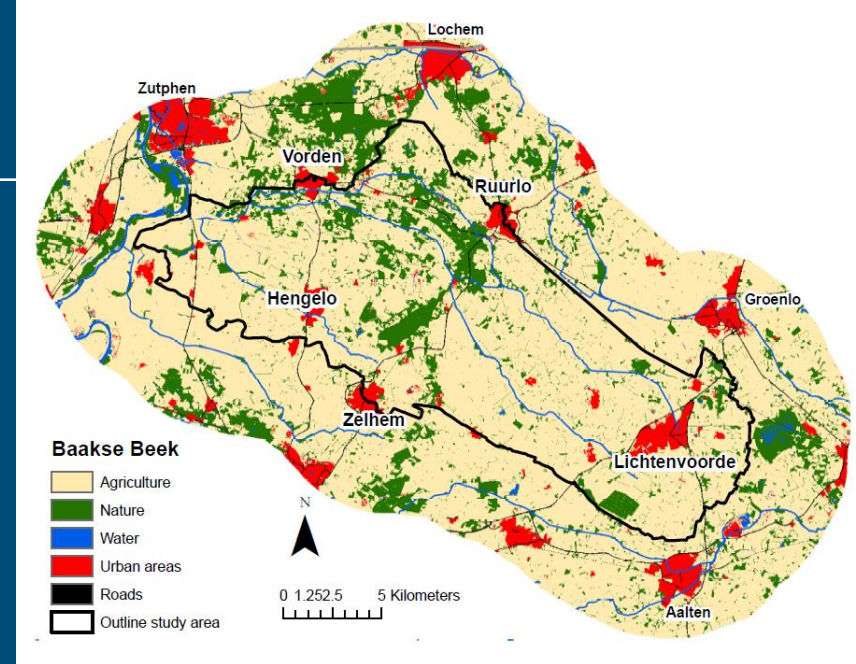 Lochem
Zutphen
Vorden
Ruurlo
Hengelo
Groenlo
Zelhem
Lichtenvoorde
Aalten
Baakse Beek
Agriculture
Nature
Water
Urban areas
Roads
Outline study area
N
0 1.252.5 5 Kilometers